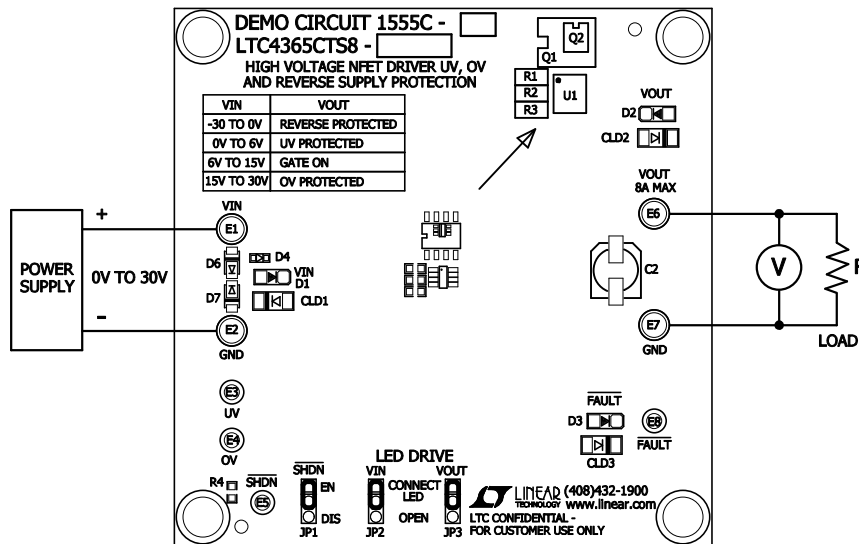 DEMO CIRCUIT 1555C -
LTC4365CTS8 -
HIGH VOLTAGE NFET DRIVER UV, OV
AND REVERSE SUPPLY PROTECTION
VIN VOUT
-30 TO 0V REVERSE PROTECTED
0V TO 6V UV PROTECTED
6V TO 15V GATE ON
15V TO 30V OV PROTECTED
Q2
Q1
R1
R2
R3
U1
VOUT
D2
CLD2
VOUT
8A MAX
E6
VIN
E1
+
POWER
SUPPLY
0V TO 30V
-
D6
D4
VIN
D1
D7
CLD1
E2
GND
C2
V
R
LOAD
E7
GND
E3
UV
E4
OV
FAULT
D3
E8
FAULT
CLD3
R4
SHDN
E5
SHDN
EN
DIS
JP1
LED DRIVE
VIN
VOUT
CONNECT
LED
OPEN
JP2
JP3
LINEAR
TECHNOLOGY
(408)432-1900
www.linear.com
LTC CONFIDENTIAL -
FOR CUSTOMER USE ONLY